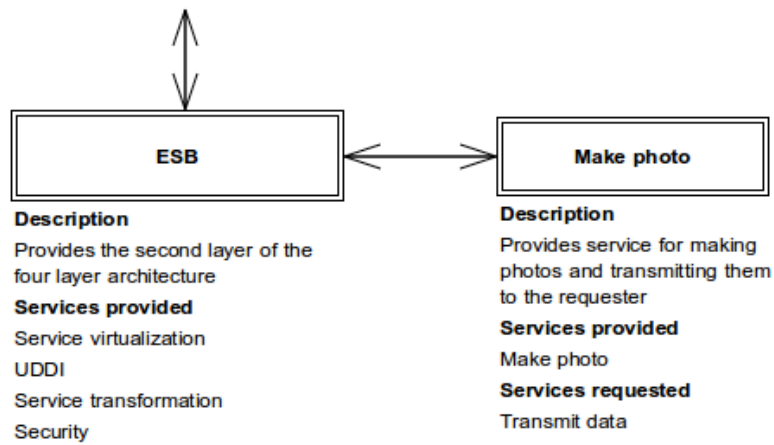 ESB
Description
Provides the second layer of the
four layer architecture
Services provided
Service virtualization
UDDI
Service transformation
Security
Make photo
Description
Provides service for making
photos and transmitting them
to the requester
Services provided
Make photo
Services requested
Transmit data